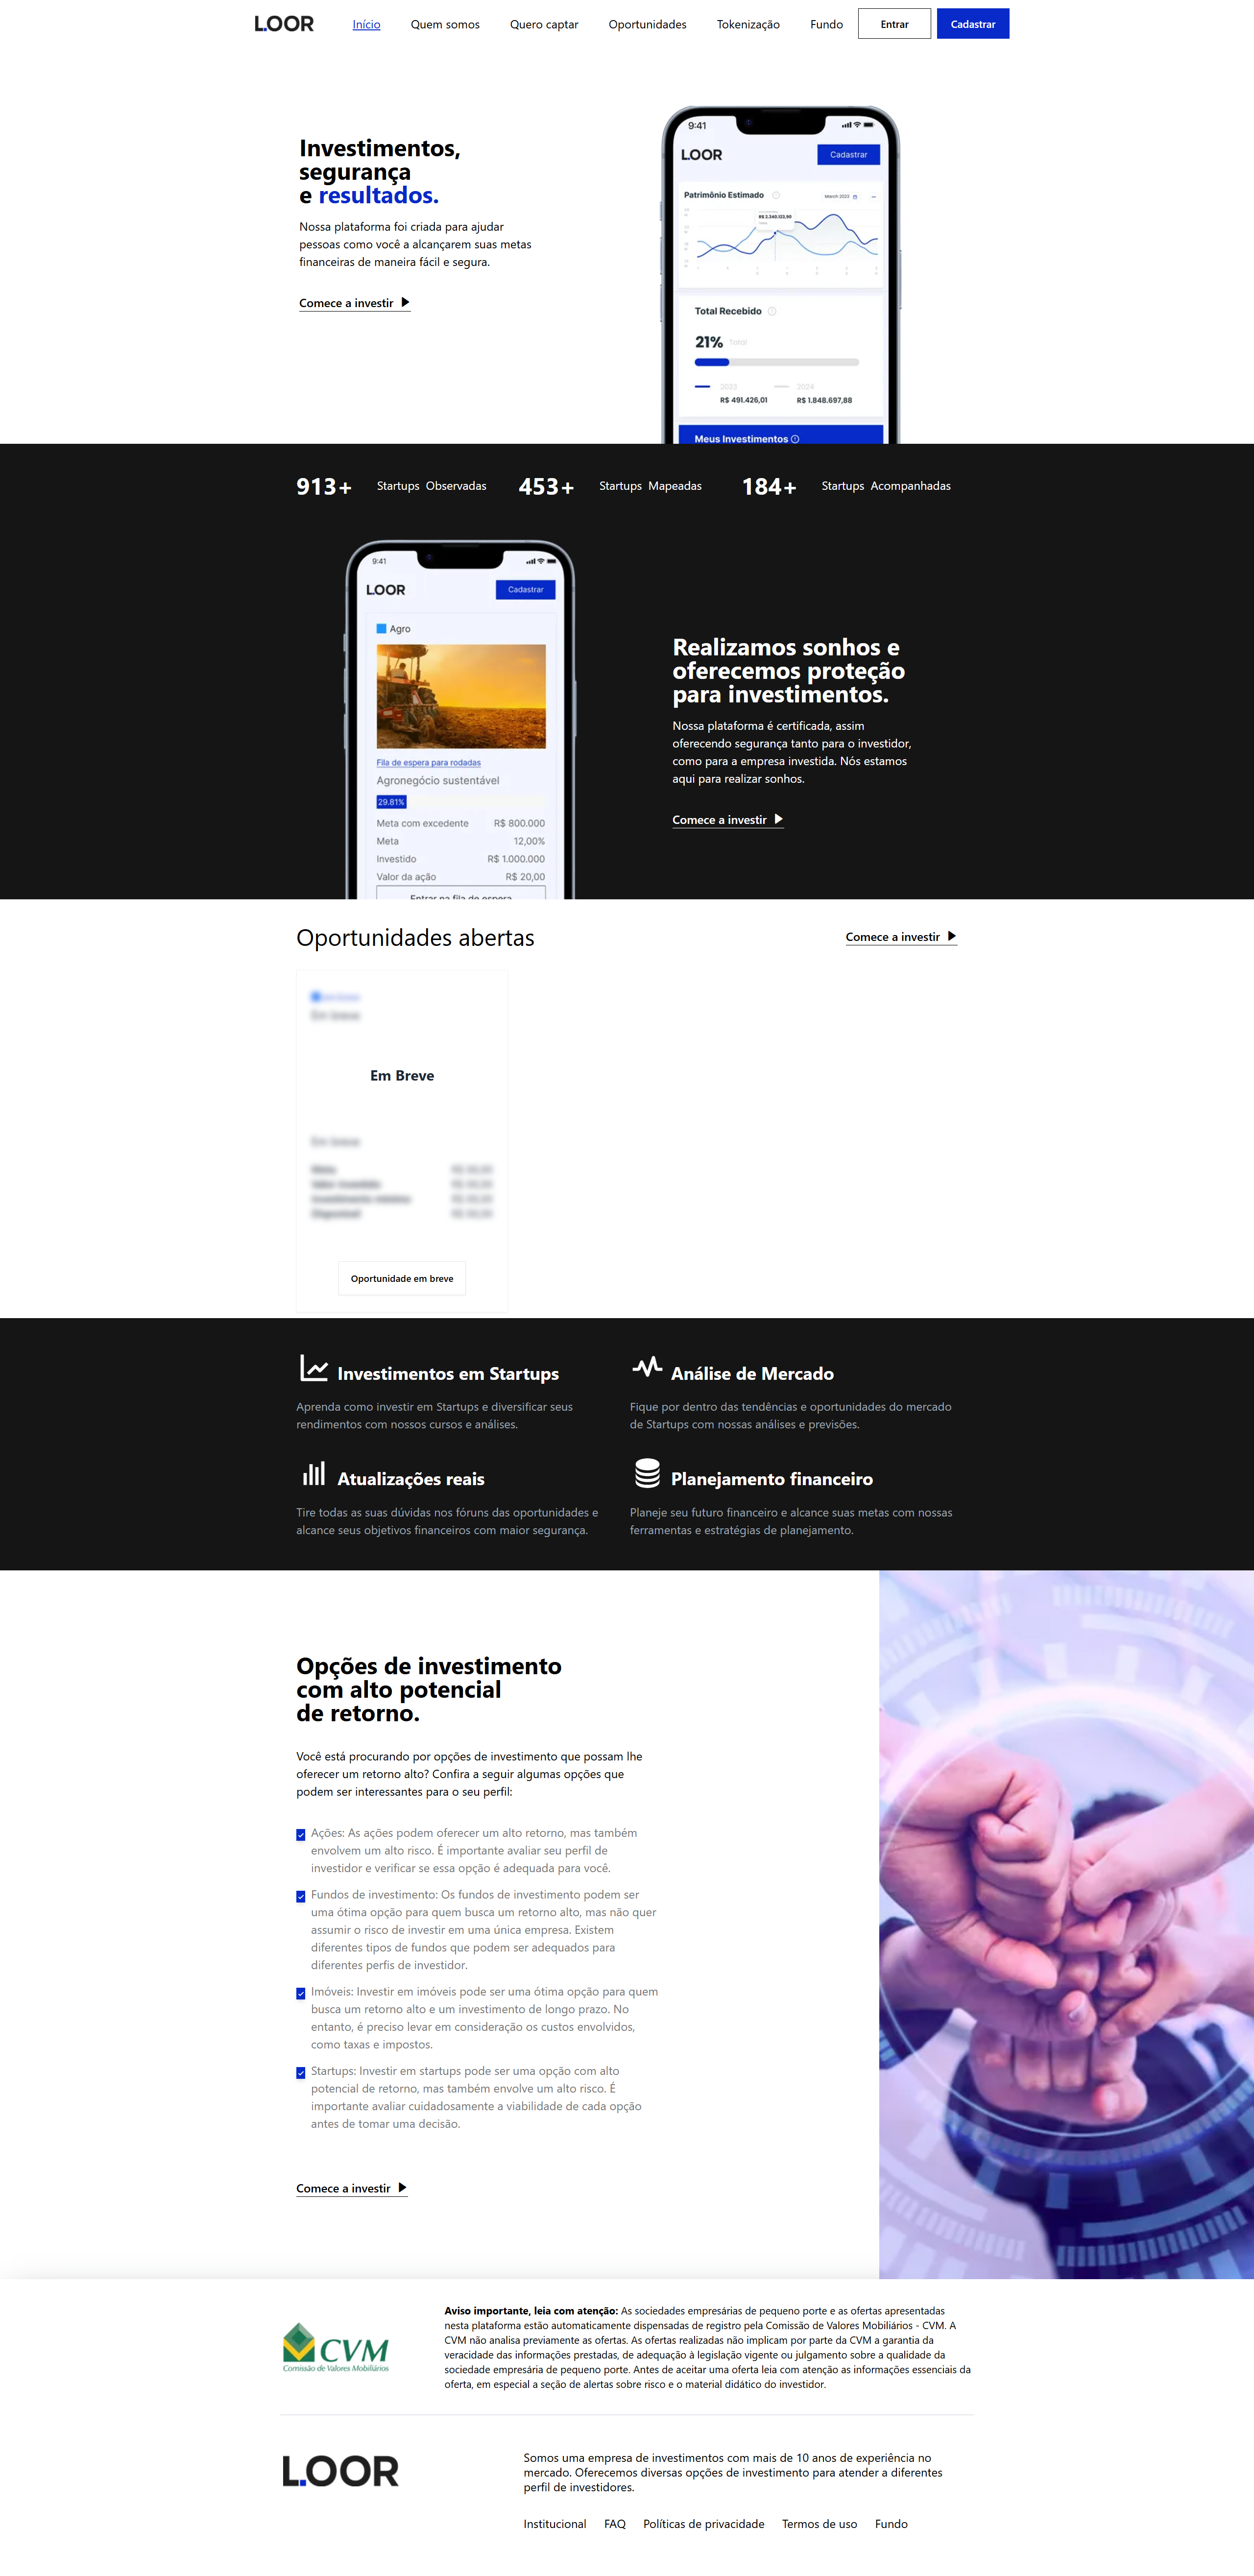 LOOR
Início
Quem somos
Quero captar
Oportunidades
Tokenização
Fundo
Entrar
Cadastrar
Investimentos,
segurança
e resultados.
Nossa plataforma foi criada para ajudar
pessoas como você a alcançarem suas metas
financeiras de maneira fácil e segura.
Comece a investir
9:41
LOOR
Cadastrar
Patrimônio Estimado
March 2023
R$ 2.340.123,90
Total Recebido
21% Total
2023
2024
R$ 491.426,01
R$ 1.848.697,88
Meus Investimentos
913+ Startups Observadas
453+ Startups Mapeadas
184+ Startups Acompanhadas
9:41
LOOR
Cadastrar
Agro
Fila de espera para rodadas
Agronegócio sustentável
29.81%
Meta com excedente R$ 800.000
Meta 12,00%
Investido R$ 1.000.000
Valor da ação R$ 20,00
Entrar na fila de espera
Realizamos sonhos e
oferecemos proteção
para investimentos.
Nossa plataforma é certificada, assim
oferecendo segurança tanto para o investidor,
como para a empresa investida. Nós estamos
aqui para realizar sonhos.
Comece a investir
Oportunidades abertas
Comece a investir
Em Breve
Oportunidade em breve
Investimentos em Startups
Aprenda como investir em Startups e diversificar seus
rendimentos com nossos cursos e análises.
Análise de Mercado
Fique por dentro das tendências e oportunidades do mercado
de Startups com nossas análises e previsões.
Atualizações reais
Tire todas as suas dúvidas nos fóruns das oportunidades e
alcance seus objetivos financeiros com maior segurança.
Planejamento financeiro
Planeje seu futuro financeiro e alcance suas metas com nossas
ferramentas e estratégias de planejamento.
Opções de investimento
com alto potencial
de retorno.
Você está procurando por opções de investimento que possam lhe
oferecer um retorno alto? Confira a seguir algumas opções que
podem ser interessantes para o seu perfil:
Ações: As ações podem oferecer um alto retorno, mas também
envolvem um alto risco. É importante avaliar seu perfil de
investidor e verificar se essa opção é adequada para você.
Fundos de investimento: Os fundos de investimento podem ser
uma ótima opção para quem busca um retorno alto, mas não quer
assumir o risco de investir em uma única empresa. Existem
diferentes tipos de fundos que podem ser adequados para
diferentes perfis de investidor.
Imóveis: Investir em imóveis pode ser uma ótima opção para quem
busca um retorno alto e um investimento de longo prazo. No
entanto, é preciso levar em consideração os custos envolvidos,
como taxas e impostos.
Startups: Investir em startups pode ser uma opção com alto
potencial de retorno, mas também envolve um alto risco. É
importante avaliar cuidadosamente a viabilidade de cada opção
antes de tomar uma decisão.
Comece a investir
CVM
Comissão de Valores Mobiliários
Aviso importante, leia com atenção: As sociedades empresárias de pequeno porte e as ofertas apresentadas
nesta plataforma estão automaticamente dispensadas de registro pela Comissão de Valores Mobiliários - CVM. A
CVM não analisa previamente as ofertas. As ofertas realizadas não implicam por parte da CVM a garantia da
veracidade das informações prestadas, de adequação à legislação vigente ou julgamento sobre a qualidade da
sociedade empresária de pequeno porte. Antes de aceitar uma oferta leia com atenção as informações essenciais da
oferta, em especial a seção de alertas sobre risco e o material didático do investidor.
LOOR
Somos uma empresa de investimentos com mais de 10 anos de experiência no
mercado. Oferecemos diversas opções de investimento para atender a diferentes
perfil de investidores.
Institucional
FAQ
Políticas de privacidade
Termos de uso
Fundo